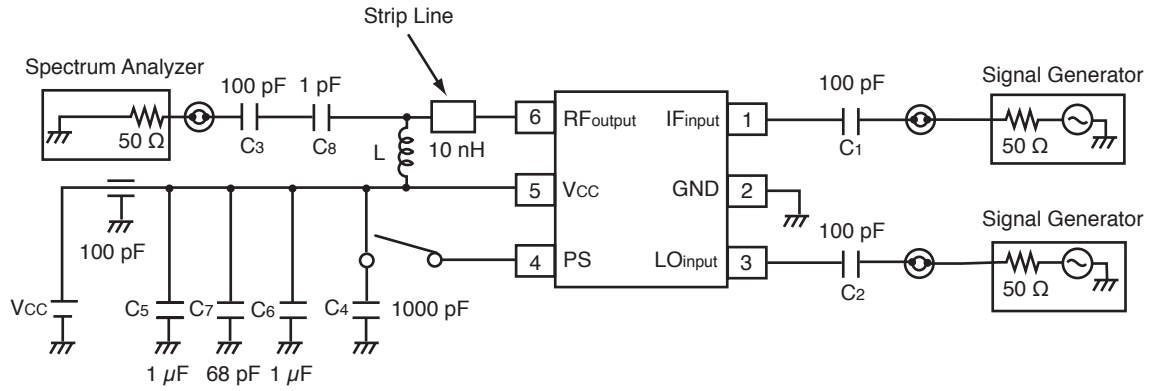 Strip Line
Spectrum Analyzer
100 pF
1 pF
50 Ω
C3
C8
L
10 nH
6
RFoutput
IFinput
1
100 pF
C1
Signal Generator
50 Ω
5
VCC
GND
2
100 pF
4
PS
LOinput
3
100 pF
C2
Signal Generator
50 Ω
VCC
C5
C7
C6
C4
1000 pF
1 µF
68 pF
1 µF